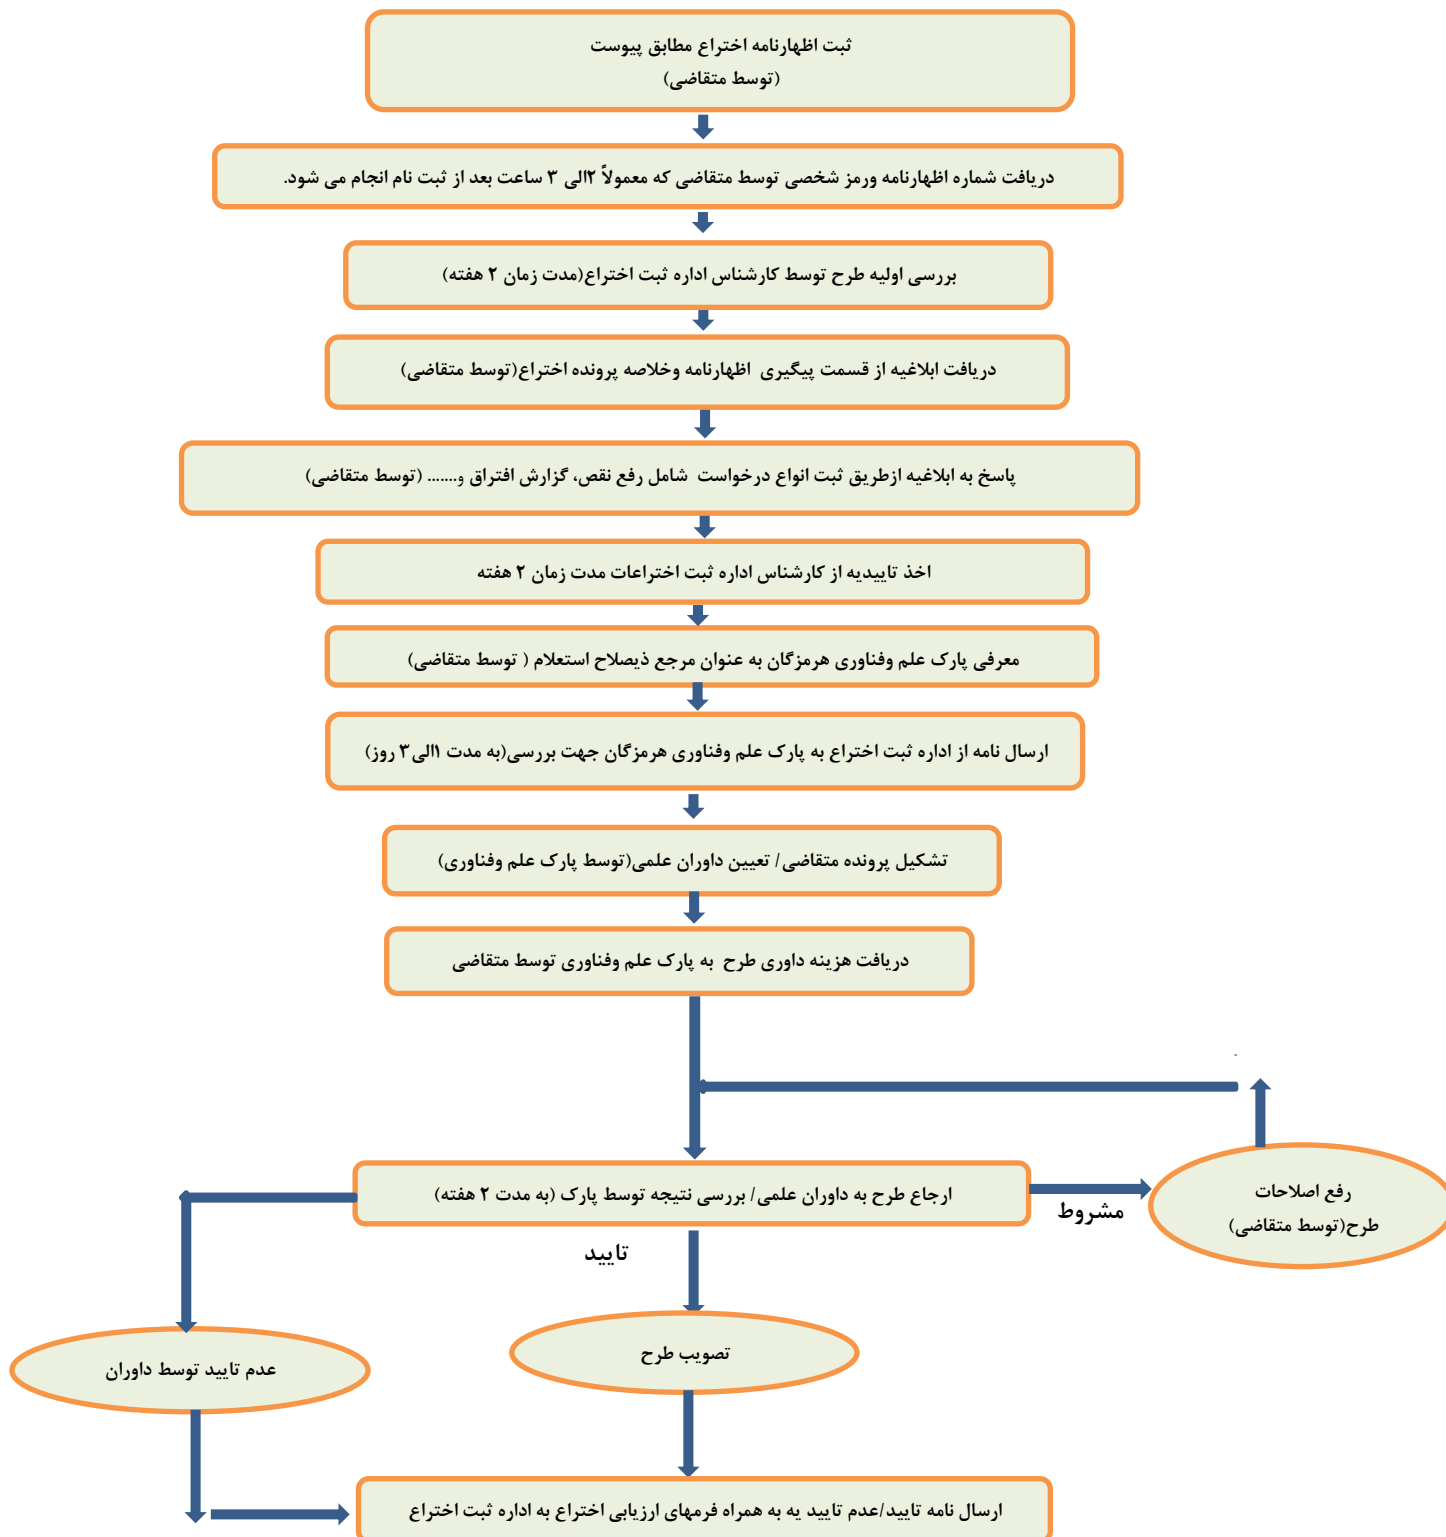 ثبت اظهارنامه اختراع مطابق پیوست
(توسط متقاضی)
دریافت شماره اظهارنامه ورمز شخصی توسط متقاضی که معمولاً ۲الی ۳ ساعت بعد از ثبت نام انجام می شود.
بررسی اولیه طرح توسط کارشناس اداره ثبت اختراع(مدت زمان ۲ هفته)
دریافت ابلاغیه از قسمت پیگیری اظهارنامه وخلاصه پرونده اختراع(توسط متقاضی)
پاسخ به ابلاغیه ازطریق ثبت انواع درخواست شامل رفع نقص، گزارش افتراق و....... (توسط متقاضی)
اخذ تاییدیه از کارشناس اداره ثبت اختراعات مدت زمان ۲ هفته
معرفی پارک علم وفناوری هرمزگان به عنوان مرجع ذیصلاح استعلام ( توسط متقاضی)
ارسال نامه از اداره ثبت اختراع به پارک علم وفناوری هرمزگان جهت بررسی(به مدت ۱الی۳ روز)
تشکیل پرونده متقاضی/ تعیین داوران علمی(توسط پارک علم وفناوری)
دریافت هزینه داوری طرح به پارک علم وفناوری توسط متقاضی
ارجاع طرح به داوران علمی/ بررسی نتیجه توسط پارک (به مدت ۲ هفته)
مشروط
رفع اصلاحات
طرح(توسط متقاضی)
تایید
تصویب طرح
عدم تایید توسط داوران
ارسال نامه تایید/عدم تایید یه به همراه فرمهای ارزیابی اختراع به اداره ثبت اختراع